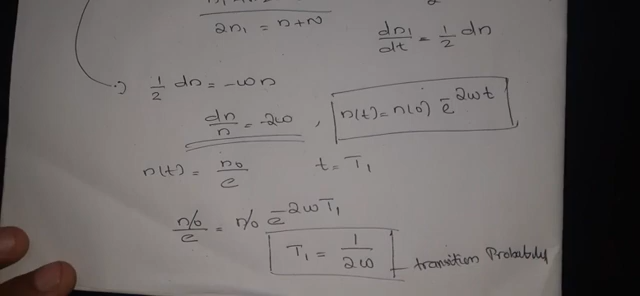 2n₁ = n+N
dn₁/dt = 1/2 dn
∴) 1/2 dn = -ωn
dn/n = -2ω , n(t) = n(0) e^-2ωt
n(t) = n₀/e t = T₁
n₀/e = n₀ e^-2ωT₁
T₁ = 1/2ω - transition Probability